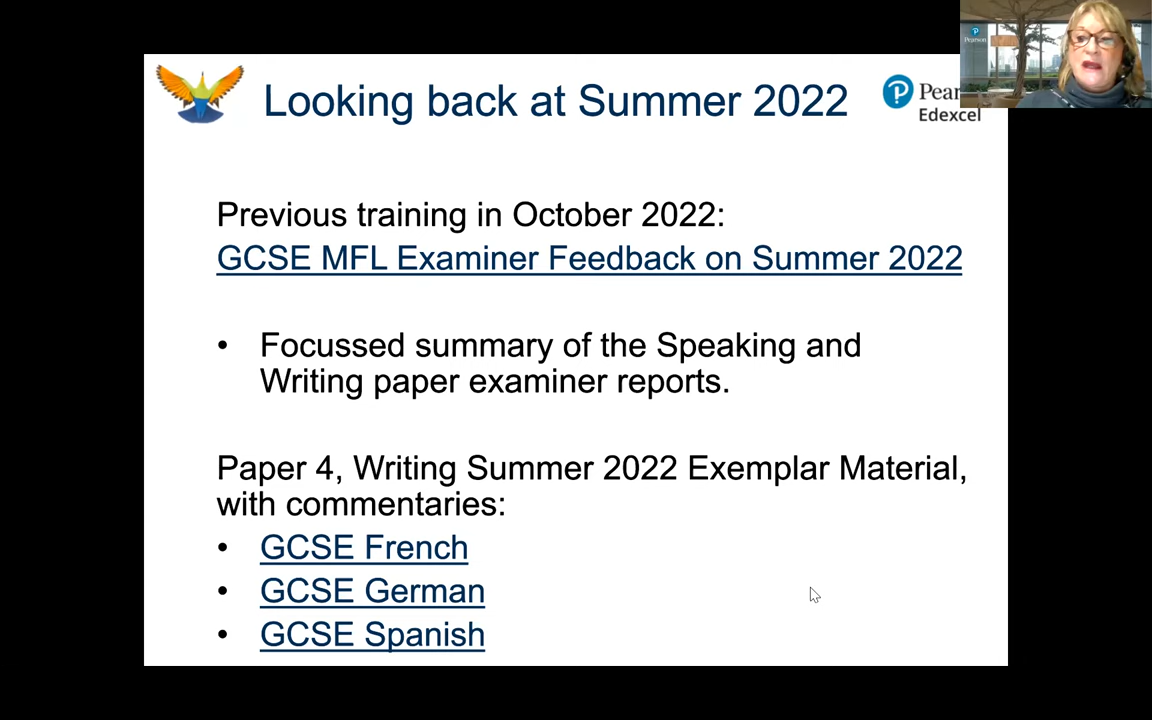 Looking back at Summer 2022
Edexcel
Pearson
Previous training in October 2022:
GCSE MFL Examiner Feedback on Summer 2022
• Focussed summary of the Speaking and
Writing paper examiner reports.
Paper 4, Writing Summer 2022 Exemplar Material,
with commentaries:
• GCSE French
• GCSE German
• GCSE Spanish